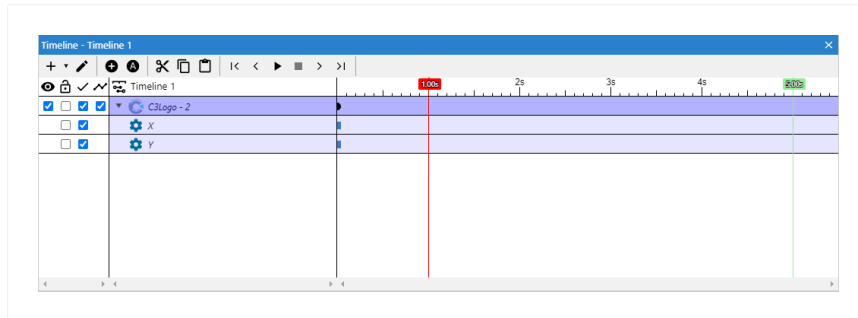 Timeline - Timeline 1
Timeline 1
1.00s
2s
3s
4s
5.00s
C3Logo - 2
X
Y